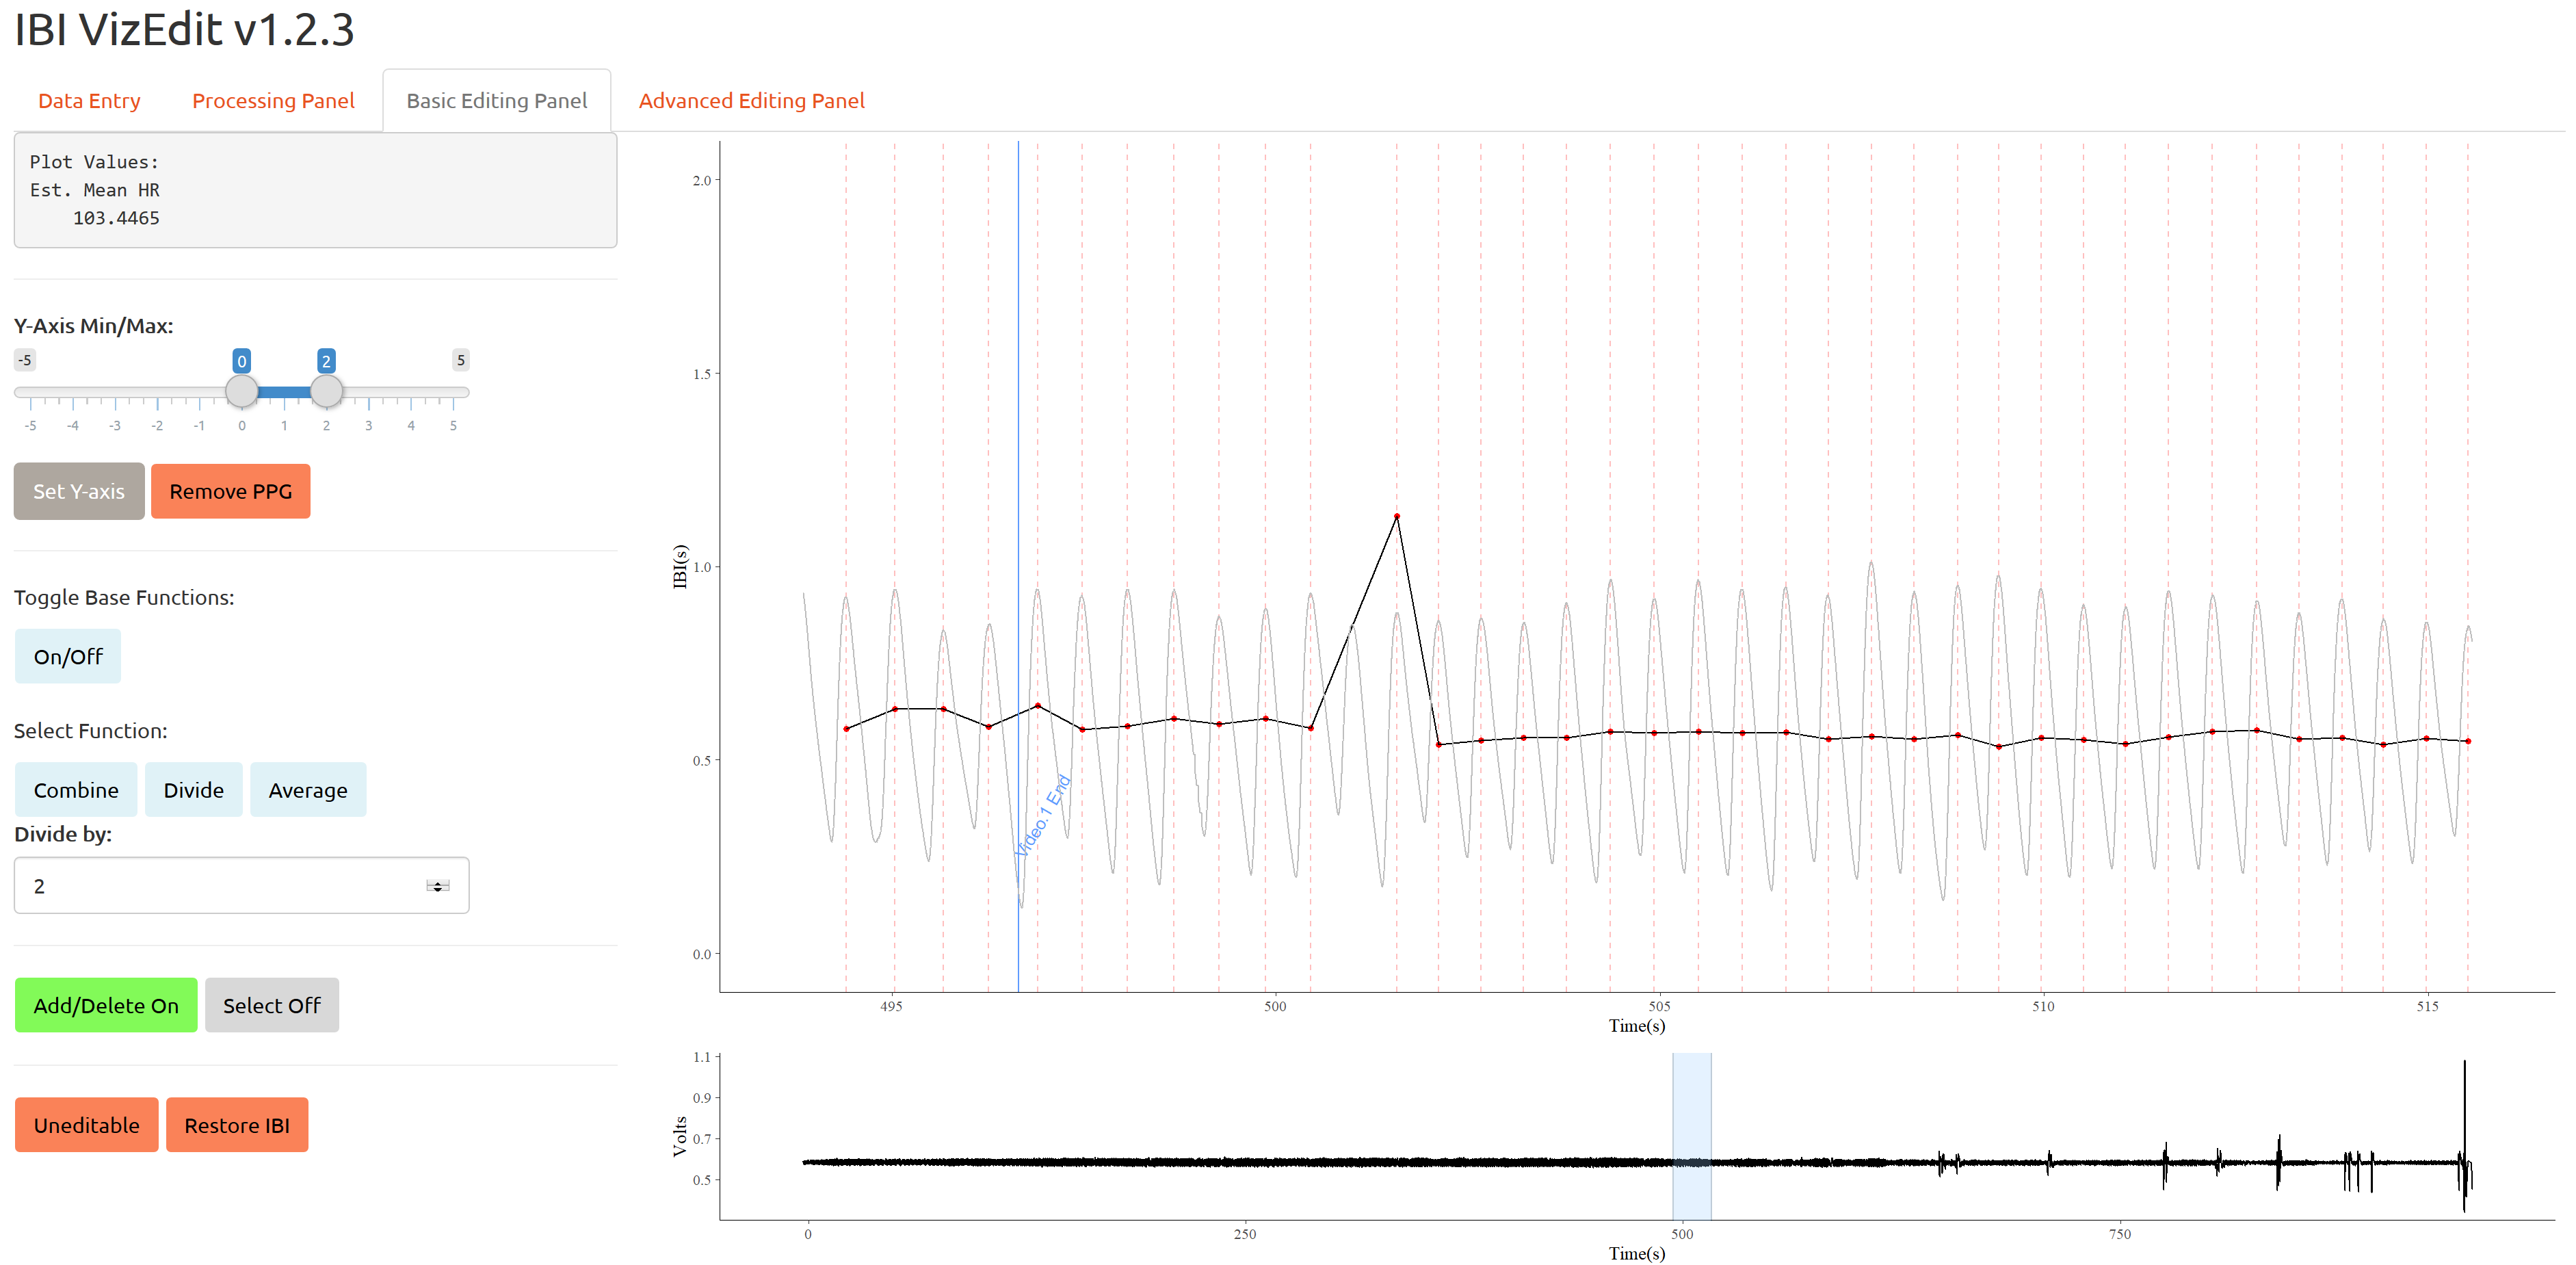 IBI VizEdit v1.2.3
Data Entry Processing Panel Basic Editing Panel Advanced Editing Panel
Plot Values:
Est. Mean HR
103.4465
Y-Axis Min/Max:
-5 0 2 5
-5 -4 -3 -2 -1 0 1 2 3 4 5
Set Y-axis Remove PPG
Toggle Base Functions:
On/Off
Select Function:
Combine Divide Average
Divide by:
2
Add/Delete On Select Off
Uneditable Restore IBI
2.0
1.5
1.0
0.5
0.0
IBI(s)
Video.1 End
495 500 505 510 515
Time(s)
1.1
0.9
0.7
0.5
Volts
0 250 500 750
Time(s)